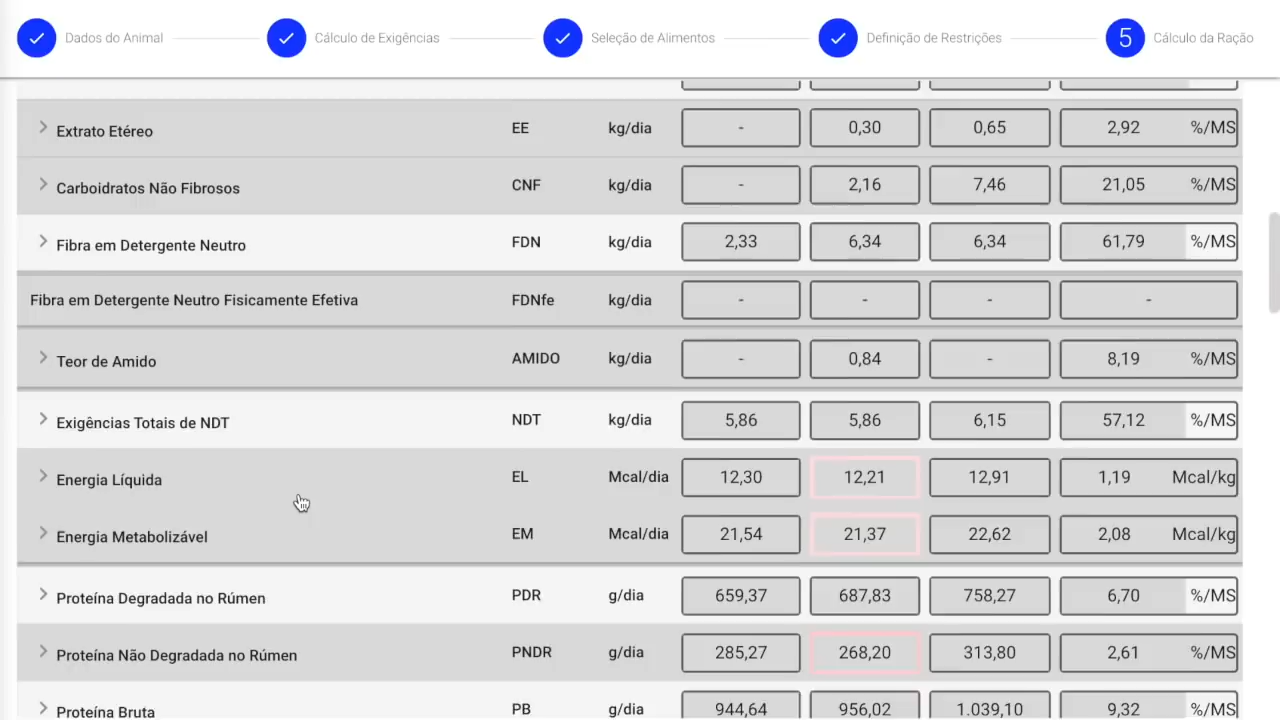 Dados do Animal Cálculo de Exigências Seleção de Alimentos Definição de Restrições 5 Cálculo da Ração
Extrato Etéreo EE kg/dia - 0,30 0,65 2,92 %/MS
Carboidratos Não Fibrosos CNF kg/dia - 2,16 7,46 21,05 %/MS
Fibra em Detergente Neutro FDN kg/dia 2,33 6,34 6,34 61,79 %/MS
Fibra em Detergente Neutro Fisicamente Efetiva FDNfe kg/dia - - - -
Teor de Amido AMIDO kg/dia - 0,84 - 8,19 %/MS
Exigências Totais de NDT NDT kg/dia 5,86 5,86 6,15 57,12 %/MS
Energia Líquida EL Mcal/dia 12,30 12,21 12,91 1,19 Mcal/kg
Energia Metabolizável EM Mcal/dia 21,54 21,37 22,62 2,08 Mcal/kg
Proteína Degradada no Rúmen PDR g/dia 659,37 687,83 758,27 6,70 %/MS
Proteína Não Degradada no Rúmen PNDR g/dia 285,27 268,20 313,80 2,61 %/MS
Proteína Bruta PB g/dia 944,64 956,02 1.039,10 9,32 %/MS